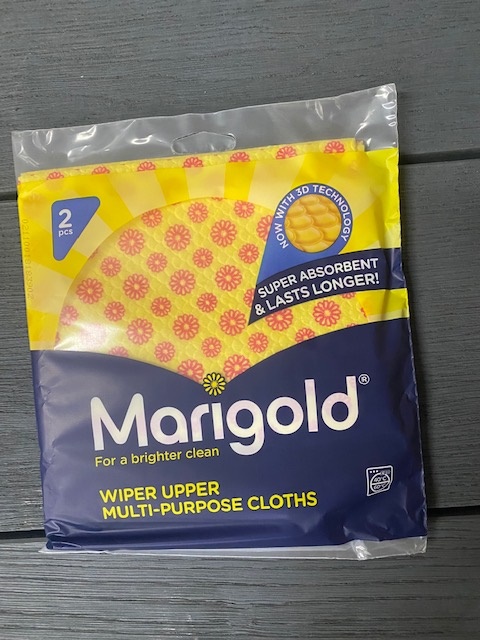 2
pcs
NOW WITH 3D TECHNOLOGY
SUPER ABSORBENT
& LASTS LONGER!
Marigold®
For a brighter clean
WIPER UPPER
MULTI-PURPOSE CLOTHS
60°C